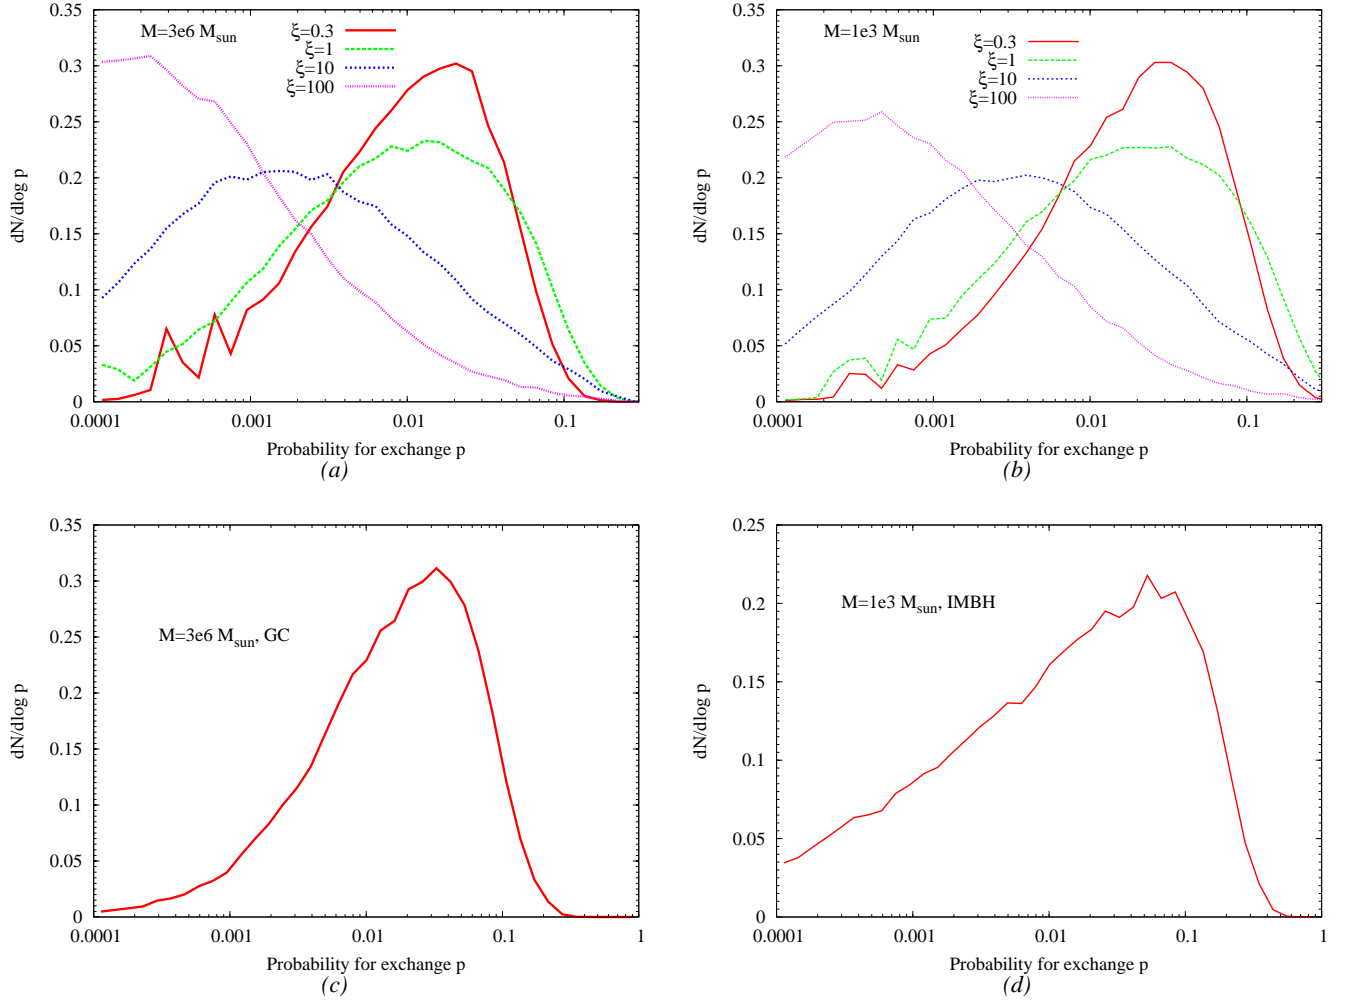 0.35
0.3
0.25
0.2
0.15
0.1
0.05
0
dN/dlog p
M=3e6 M_sun
ξ=0.3
ξ=1
ξ=10
ξ=100
0.0001
0.001
0.01
0.1
Probability for exchange p
(a)
0.35
0.3
0.25
0.2
0.15
0.1
0.05
0
dN/dlog p
M=1e3 M_sun
ξ=0.3
ξ=1
ξ=10
ξ=100
0.0001
0.001
0.01
0.1
Probability for exchange p
(b)
0.35
0.3
0.25
0.2
0.15
0.1
0.05
0
dN/dlog p
M=3e6 M_sun, GC
0.0001
0.001
0.01
0.1
1
Probability for exchange p
(c)
0.25
0.2
0.15
0.1
0.05
0
dN/dlog p
M=1e3 M_sun, IMBH
0.0001
0.001
0.01
0.1
1
Probability for exchange p
(d)